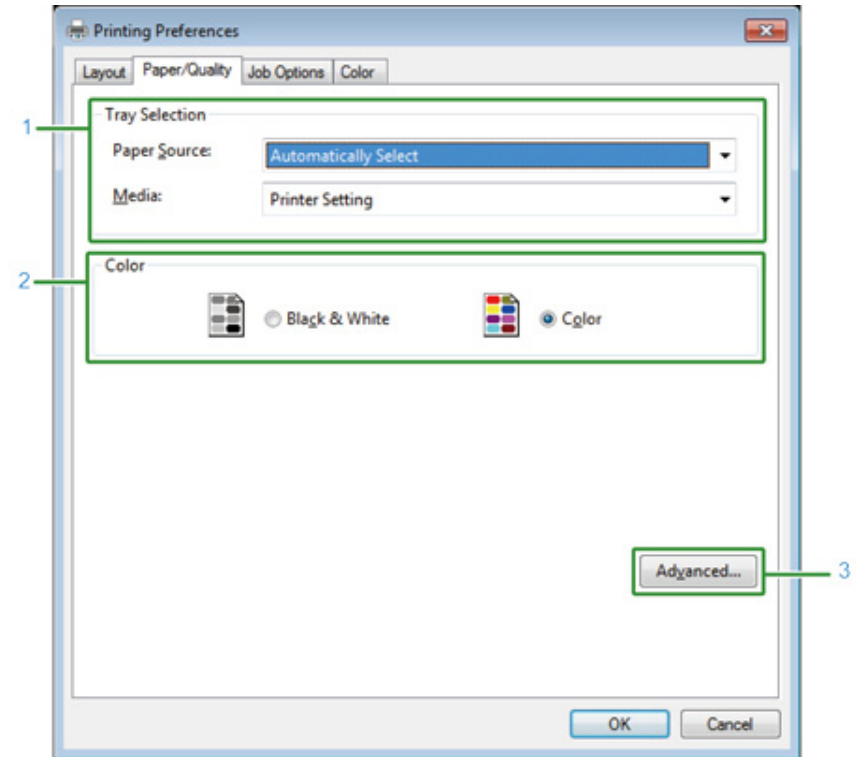 Printing Preferences
Layout Paper/Quality Job Options Color
1
Tray Selection
Paper Source: Automatically Select
Media: Printer Setting
2
Color
Black & White Color
Advanced...
3
OK Cancel